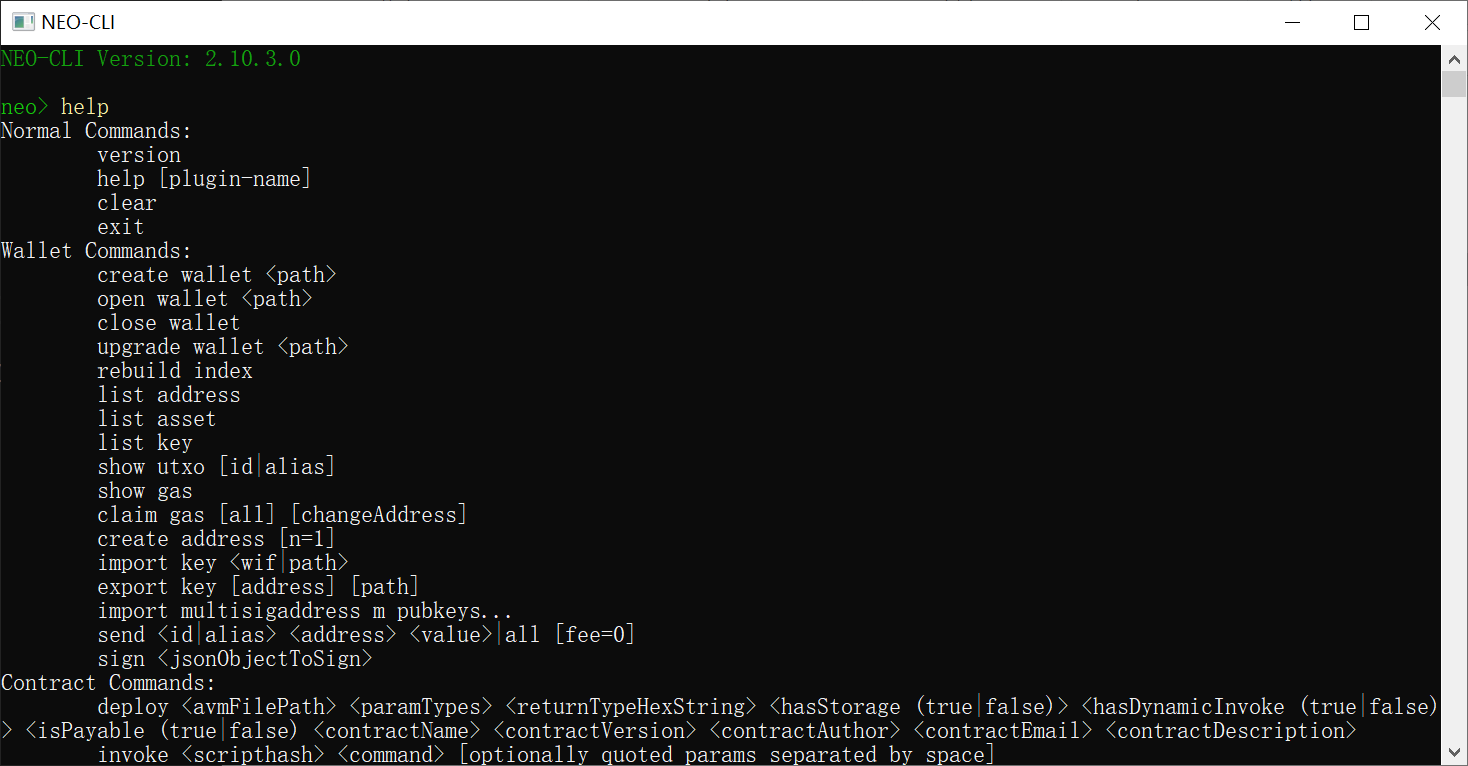 NEO-CLI
NEO-CLI Version: 2.10.3.0
neo> help
Normal Commands:
version
help [plugin-name]
clear
exit
Wallet Commands:
create wallet <path>
open wallet <path>
close wallet
upgrade wallet <path>
rebuild index
list address
list asset
list key
show utxo [id|alias]
show gas
claim gas [all] [changeAddress]
create address [n=1]
import key <wif|path>
export key [address] [path]
import multisigaddress m pubkeys...
send <id|alias> <address> <value>|all [fee=0]
sign <jsonObjectToSign>
Contract Commands:
deploy <avmFilePath> <paramTypes> <returnTypeHexString> <hasStorage (true|false)> <hasDynamicInvoke (true|false)
> <isPayable (true|false) <contractName> <contractVersion> <contractAuthor> <contractEmail> <contractDescription>
invoke <scripthash> <command> [optionally quoted params separated by space]